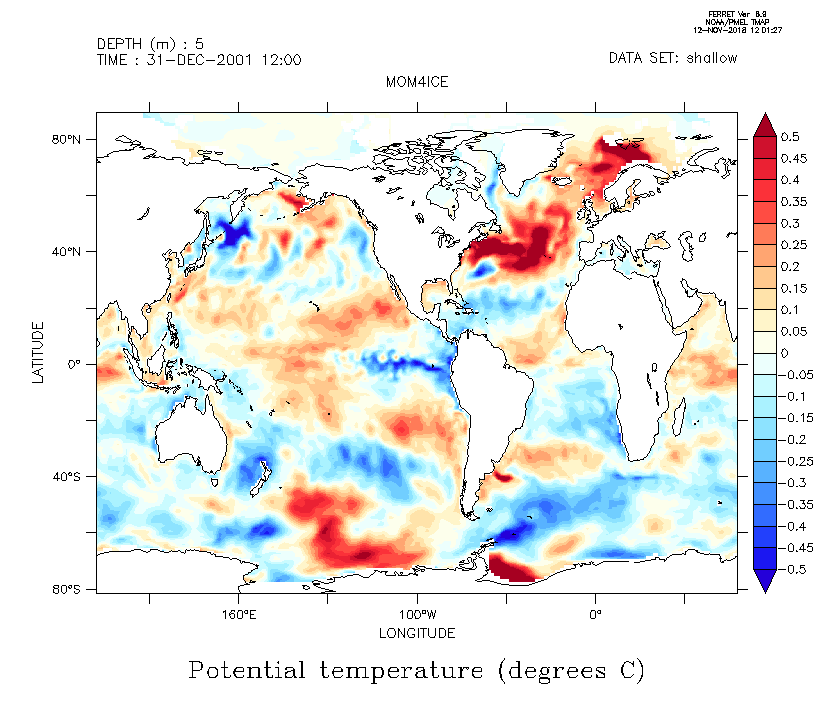 FERRET Ver 6.9
NOAA/PMEL TMAP
12-NOV-2018 12:01:27
DEPTH (m) : 5
TIME : 31-DEC-2001 12:00
DATA SET: shallow
MOM4ICE
80°N
40°N
0°
40°S
80°S
LATITUDE
160°E
100°W
0°
LONGITUDE
0.5
0.45
0.4
0.35
0.3
0.25
0.2
0.15
0.1
0.05
0
-0.05
-0.1
-0.15
-0.2
-0.25
-0.3
-0.35
-0.4
-0.45
-0.5
Potential temperature (degrees C)